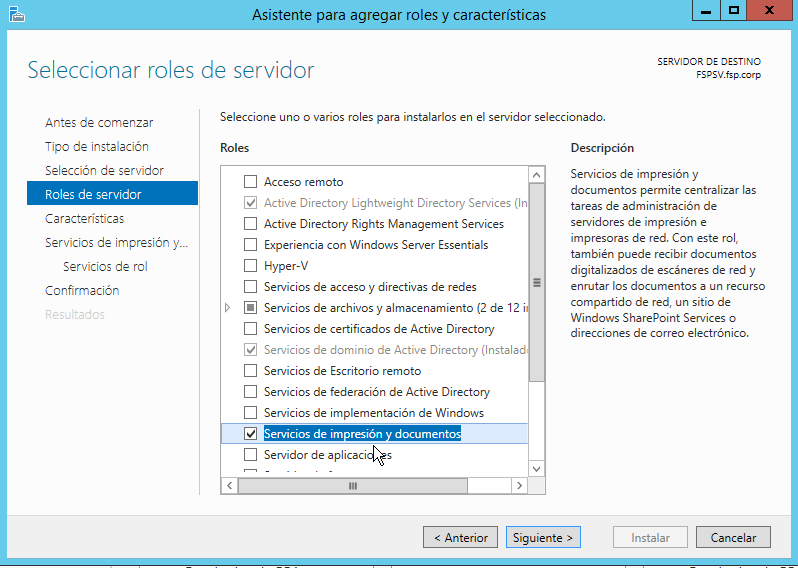 Asistente para agregar roles y características
Seleccionar roles de servidor
SERVIDOR DE DESTINO
FSPSV.fsp.corp
Antes de comenzar
Tipo de instalación
Selección de servidor
Roles de servidor
Características
Servicios de impresión y...
Servicios de rol
Confirmación
Resultados
Seleccione uno o varios roles para instalarlos en el servidor seleccionado.
Roles
Acceso remoto
Active Directory Lightweight Directory Services (In
Active Directory Rights Management Services
Experiencia con Windows Server Essentials
Hyper-V
Servicios de acceso y directivas de redes
Servicios de archivos y almacenamiento (2 de 12 in
Servicios de certificados de Active Directory
Servicios de dominio de Active Directory (Instalado
Servicios de Escritorio remoto
Servicios de federación de Active Directory
Servicios de implementación de Windows
Servicios de impresión y documentos
Servidor de aplicaciones
Descripción
Servicios de impresión y
documentos permite centralizar las
tareas de administración de
servidores de impresión e
impresoras de red. Con este rol,
también puede recibir documentos
digitalizados de escáneres de red y
enrutar los documentos a un recurso
compartido de red, un sitio de
Windows SharePoint Services o
direcciones de correo electrónico.
< Anterior
Siguiente >
Instalar
Cancelar